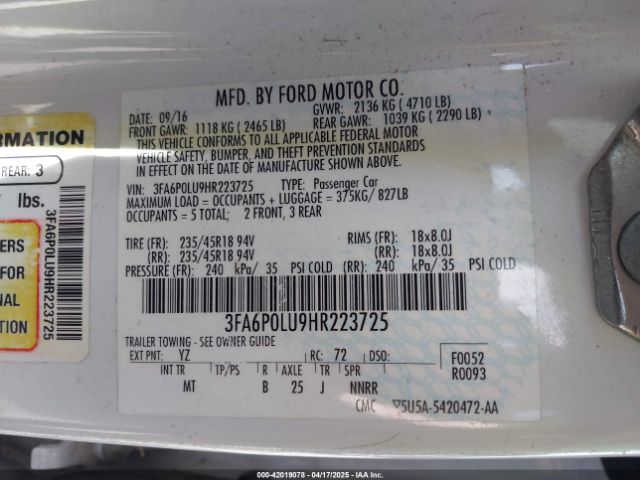 MFD. BY FORD MOTOR CO.
DATE: 09/16 GVWR: 2136 KG ( 4710 LB)
FRONT GAWR: 1118 KG ( 2465 LB) REAR GAWR: 1039 KG ( 2290 LB)
THIS VEHICLE CONFORMS TO ALL APPLICABLE FEDERAL MOTOR
VEHICLE SAFETY, BUMPER, AND THEFT PREVENTION STANDARDS
IN EFFECT ON THE DATE OF MANUFACTURE SHOWN ABOVE.
VIN: 3FA6P0LU9HR223725 TYPE: Passenger Car
MAXIMUM LOAD = OCCUPANTS + LUGGAGE = 375KG/ 827LB
OCCUPANTS = 5 TOTAL; 2 FRONT, 3 REAR
TIRE (FR): 235/45R18 94V RIMS (FR): 18x8.0J
(RR): 235/45R18 94V (RR): 18x8.0J
PRESSURE (FR): 240 kPa/ 35 PSI COLD (RR): 240 kPa/ 35 PSI COLD
3FA6P0LU9HR223725
TRAILER TOWING - SEE OWNER GUIDE
EXT PNT: YZ RC: 72 DSO: F0052
INT TR TP/PS R AXLE TR SPR R0093
MT B 25 J NNRR
CMC ▽5U5A-5420472-AA
RMATION
REAR: 3
lbs.
ERS
FOR
NAL
TION
3FA6P0LU9HR223725
IAA-42019078 - 04/17/2025 - IAA Inc.